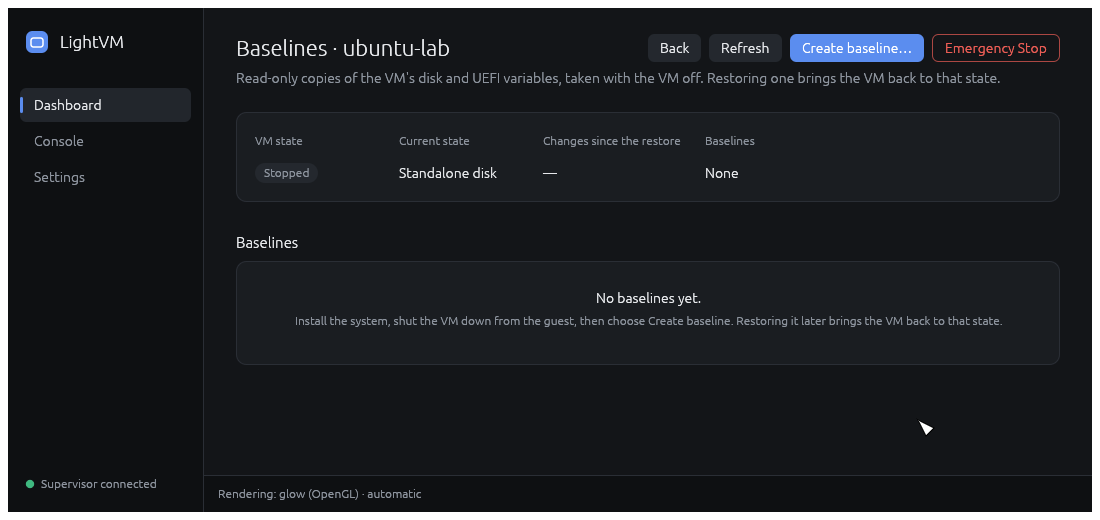 LightVM
Dashboard
Console
Settings
Supervisor connected
Baselines · ubuntu-lab
Back
Refresh
Create baseline…
Emergency Stop
Read-only copies of the VM's disk and UEFI variables, taken with the VM off. Restoring one brings the VM back to that state.
VM state
Current state
Changes since the restore
Baselines
Stopped
Standalone disk
—
None
Baselines
No baselines yet.
Install the system, shut the VM down from the guest, then choose Create baseline. Restoring it later brings the VM back to that state.
Rendering: glow (OpenGL) · automatic